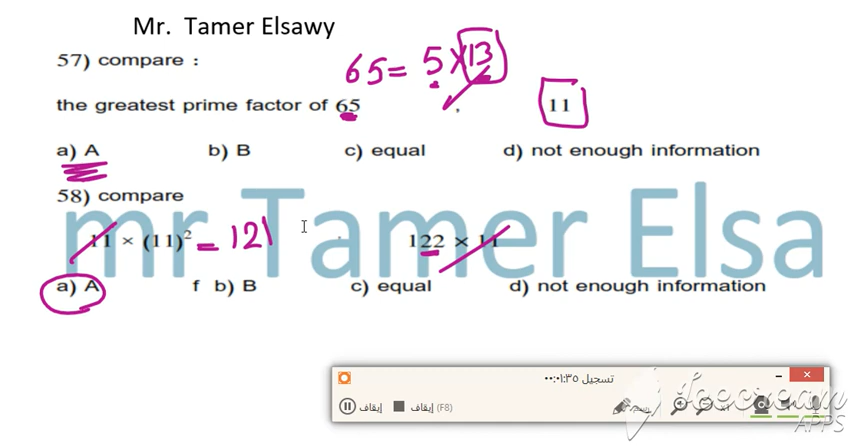 Mr. Tamer Elsawy
57) compare :
65 = 5 × 13
the greatest prime factor of 65 11
a) A b) B c) equal d) not enough information
58) compare
mr Tamer Elsa
11 × (11)² = 121 122 × 11
a) A f b) B c) equal d) not enough information
تسجيل ٠٠:٠١:٣٥
إيقاف إيقاف (F8) رسم
Icecream
APPS